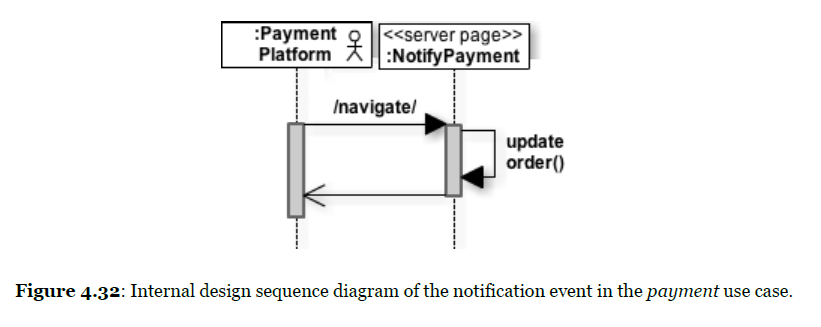 :Payment
Platform
<<server page>>
:NotifyPayment
/navigate/
update
order()
Figure 4.32: Internal design sequence diagram of the notification event in the payment use case.